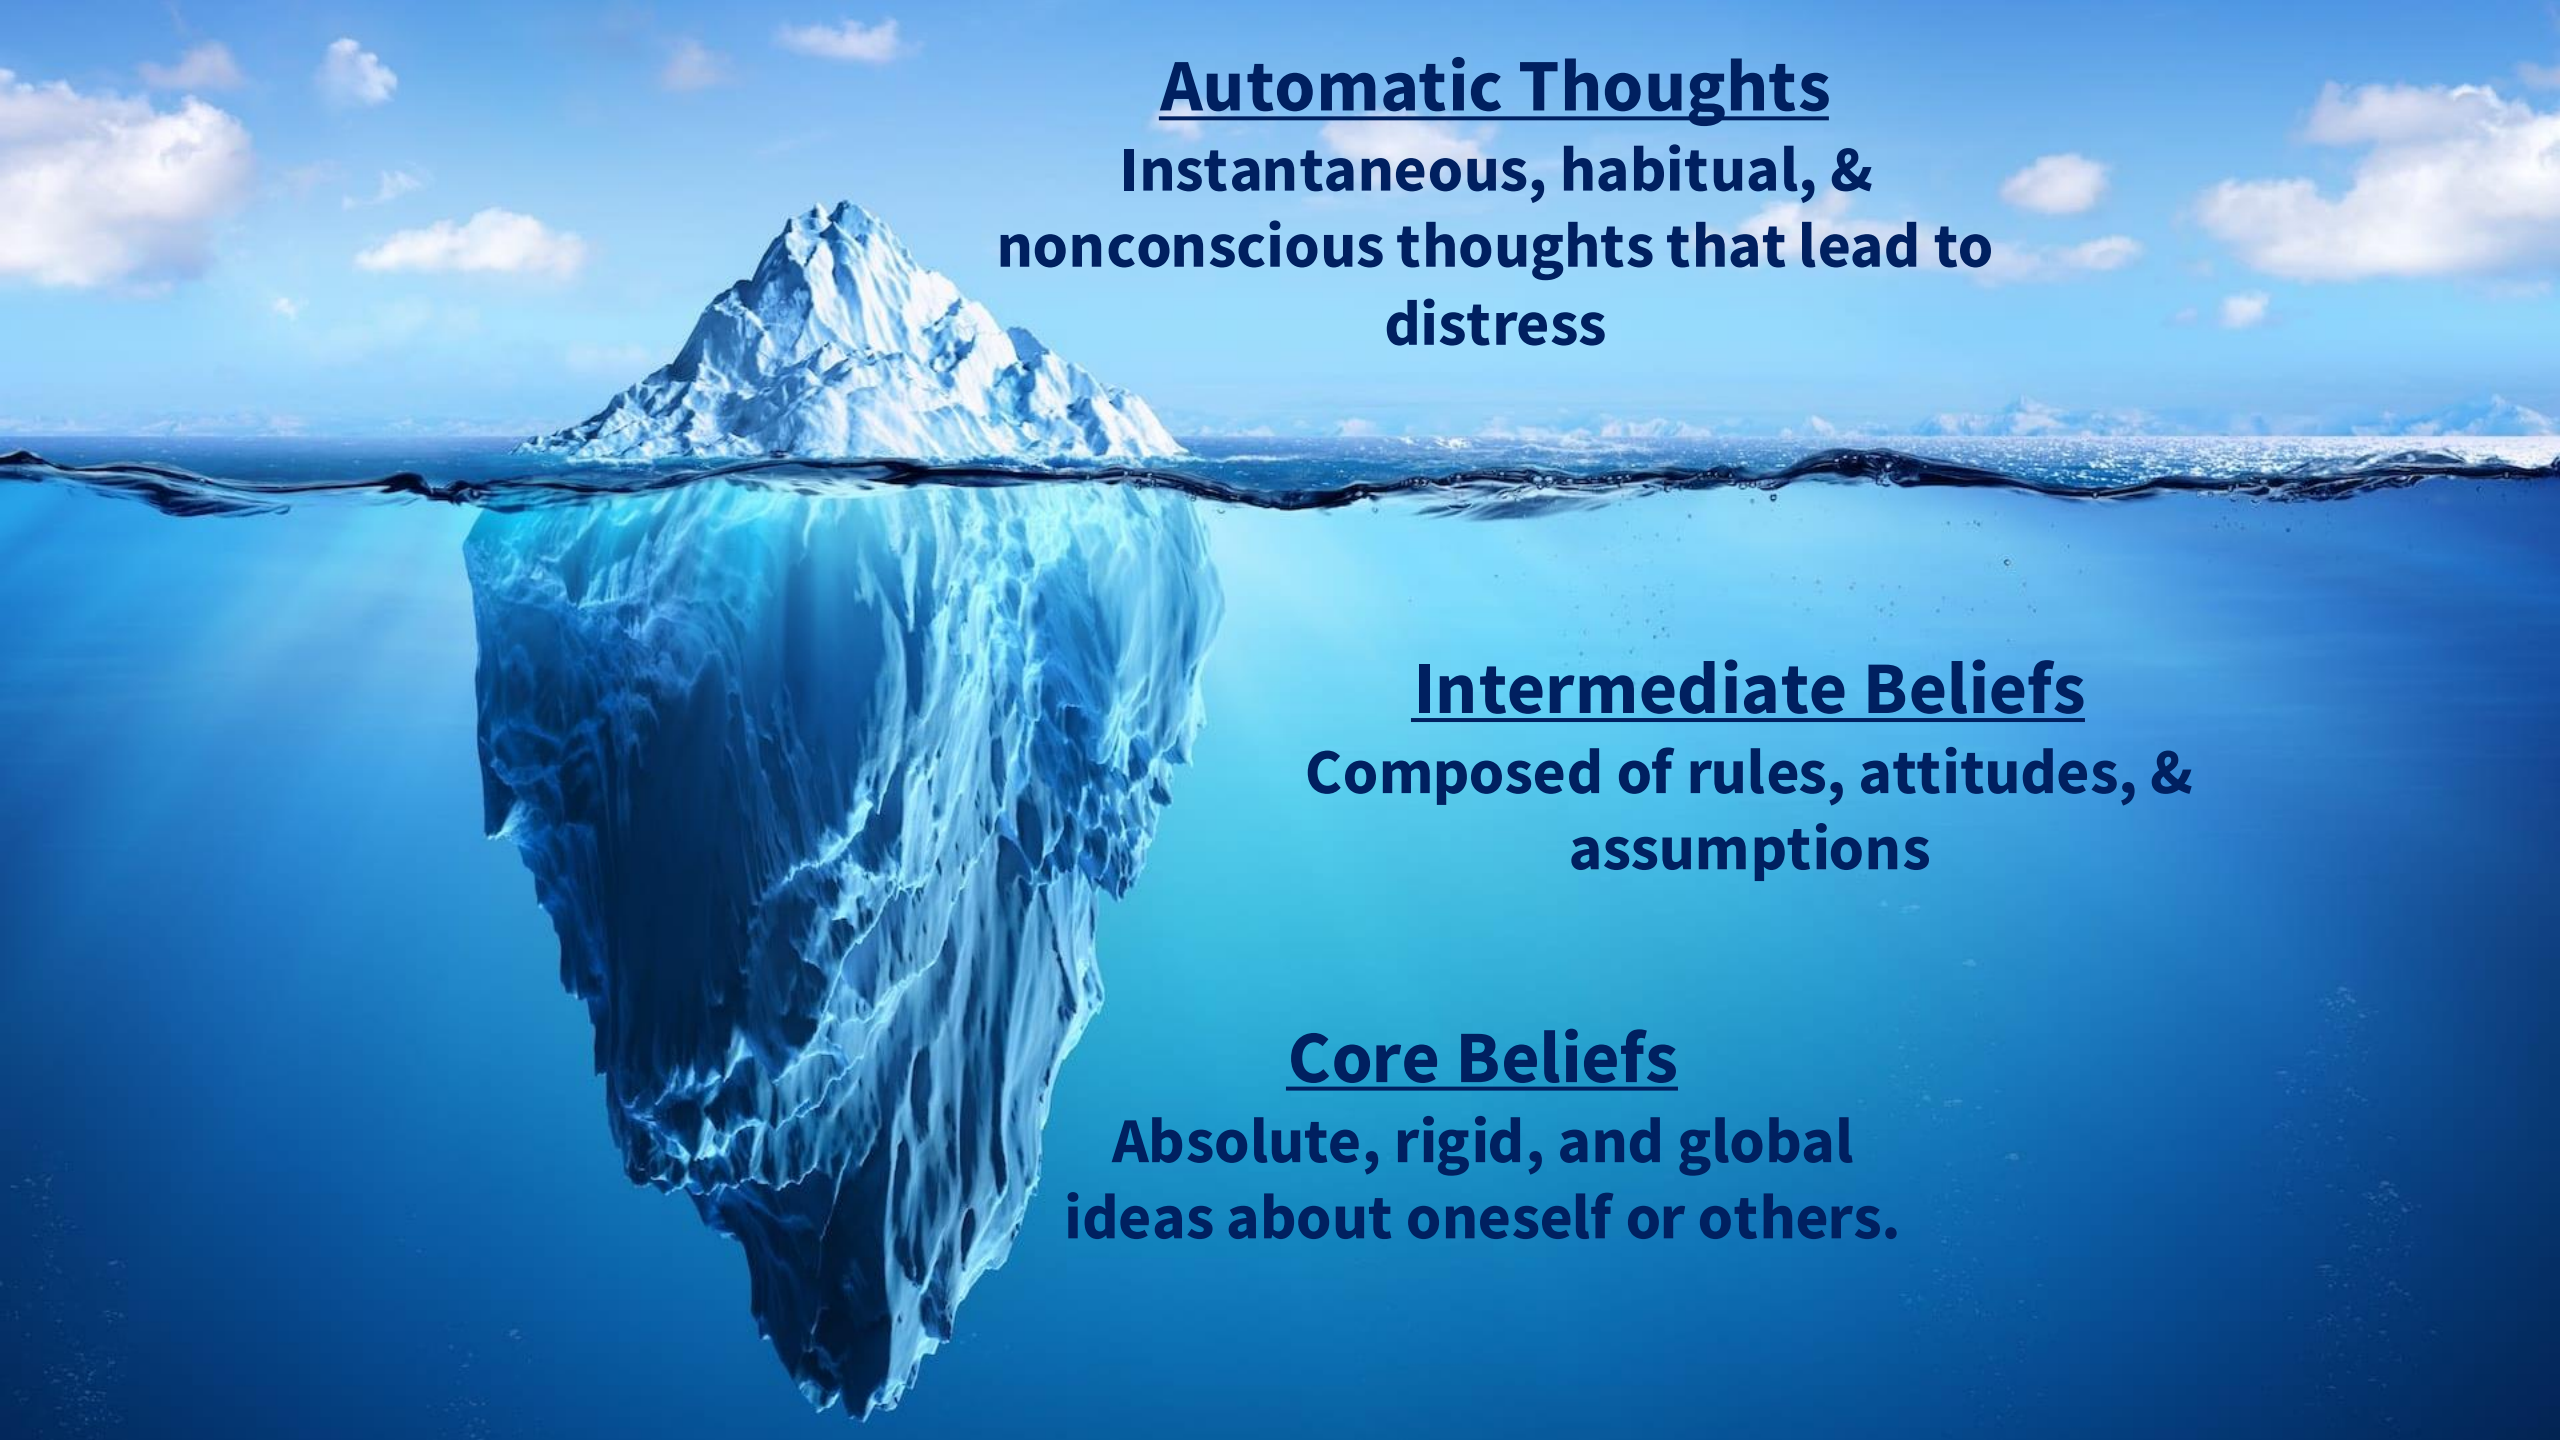 Automatic Thoughts
Instantaneous, habitual, &
nonconscious thoughts that lead to
distress
Intermediate Beliefs
Composed of rules, attitudes, &
assumptions
Core Beliefs
Absolute, rigid, and global
ideas about oneself or others.